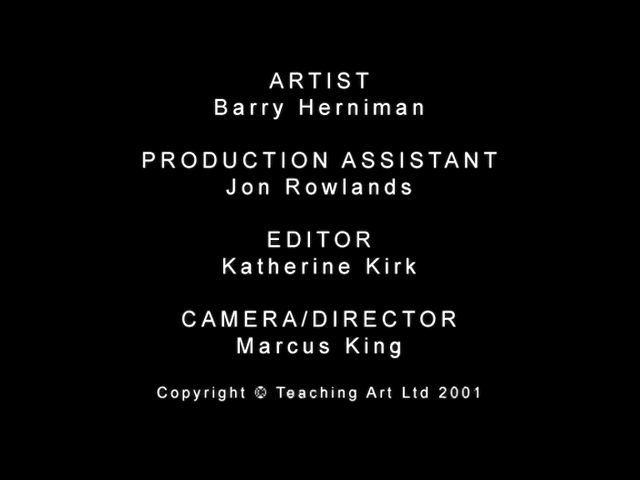 ARTIST
Barry Herniman
PRODUCTION ASSISTANT
Jon Rowlands
EDITOR
Katherine Kirk
CAMERA/DIRECTOR
Marcus King
Copyright © Teaching Art Ltd 2001